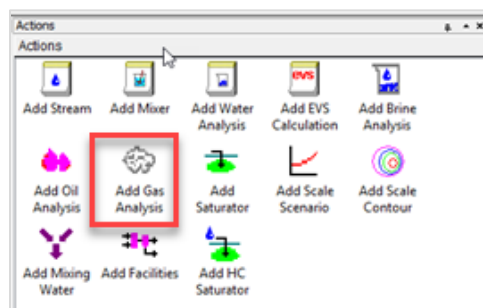 Actions
Actions
evs
Add Stream Add Mixer Add Water Analysis Add EVS Calculation Add Brine Analysis
Add Oil Analysis Add Gas Analysis Add Saturator Add Scale Scenario Add Scale Contour
Add Mixing Water Add Facilities Add HC Saturator